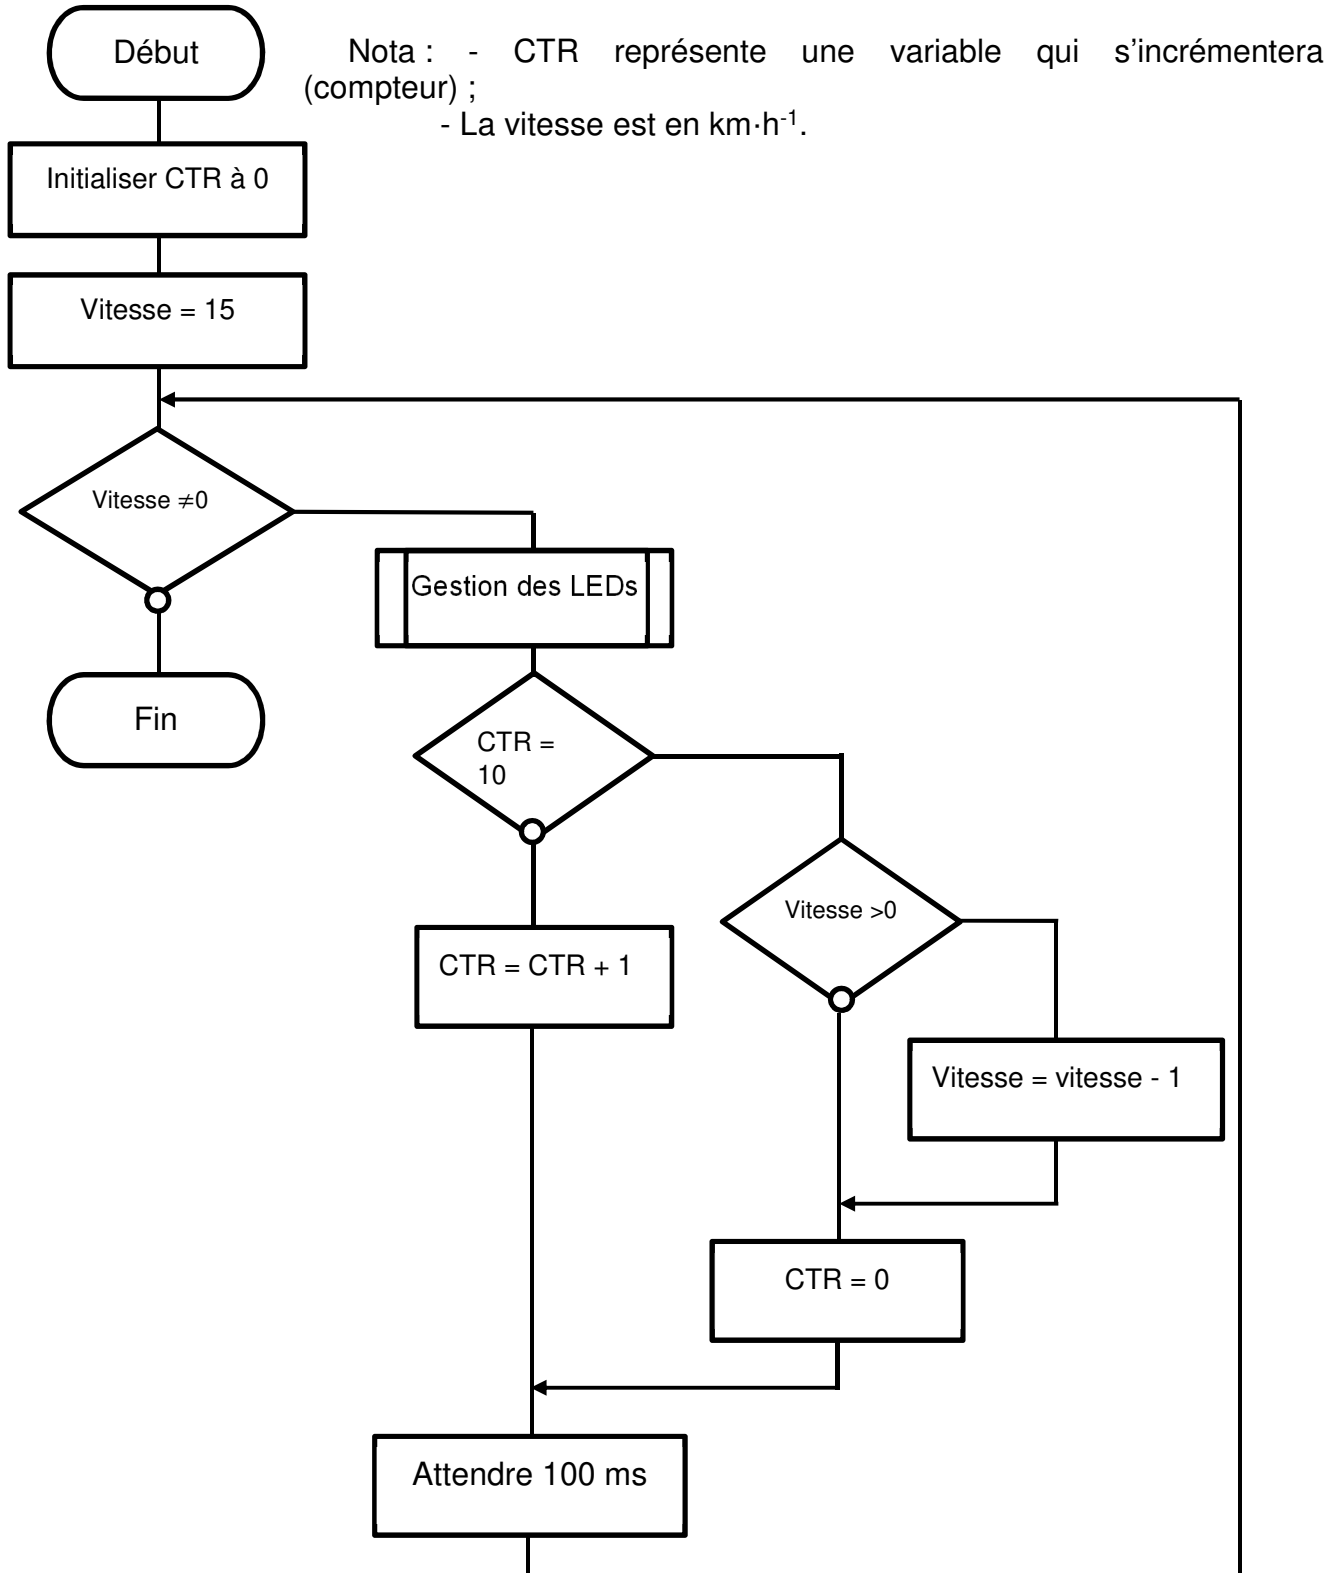 Début
Nota : - CTR représente une variable qui s'incrémentera
(compteur) ;
- La vitesse est en km·h-1.
Initialiser CTR à 0
Vitesse = 15
Vitesse ≠0
Gestion des LEDs
Fin
CTR =
10
Vitesse >0
CTR = CTR + 1
Vitesse = vitesse - 1
CTR = 0
Attendre 100 ms